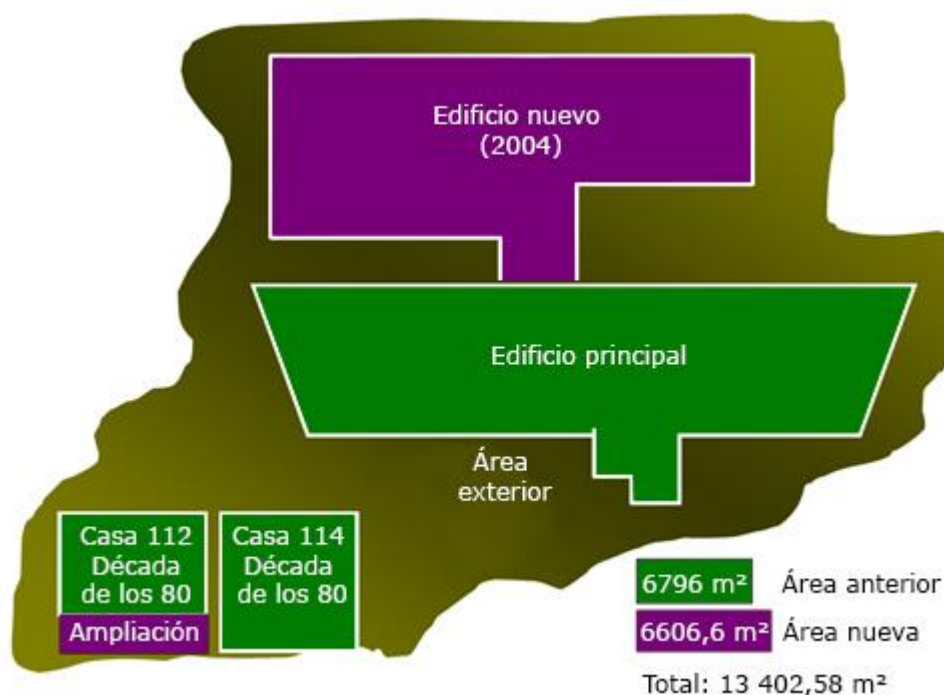 Edificio nuevo
(2004)
Edificio principal
Área
exterior
Casa 112
Década
de los 80
Ampliación
Casa 114
Década
de los 80
6796 m² Área anterior
6606,6 m² Área nueva
Total: 13 402,58 m²